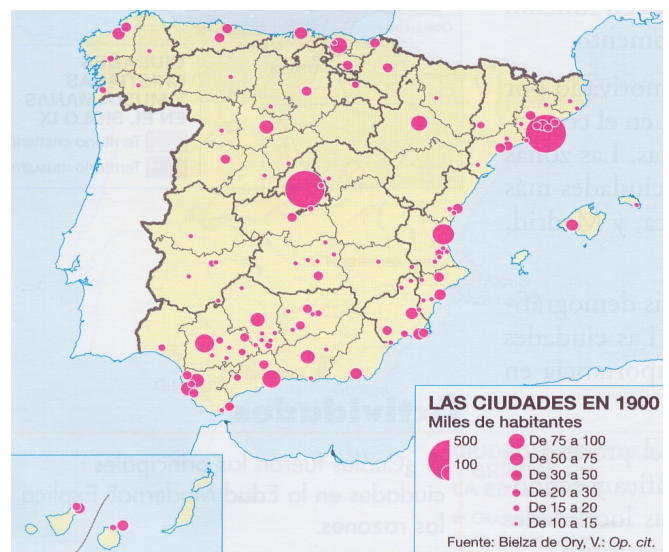 LAS CIUDADES EN 1900
Miles de habitantes
500
100
De 75 a 100
De 50 a 75
De 30 a 50
De 20 a 30
De 15 a 20
De 10 a 15
Fuente: Bielza de Ory, V.: Op. cit.